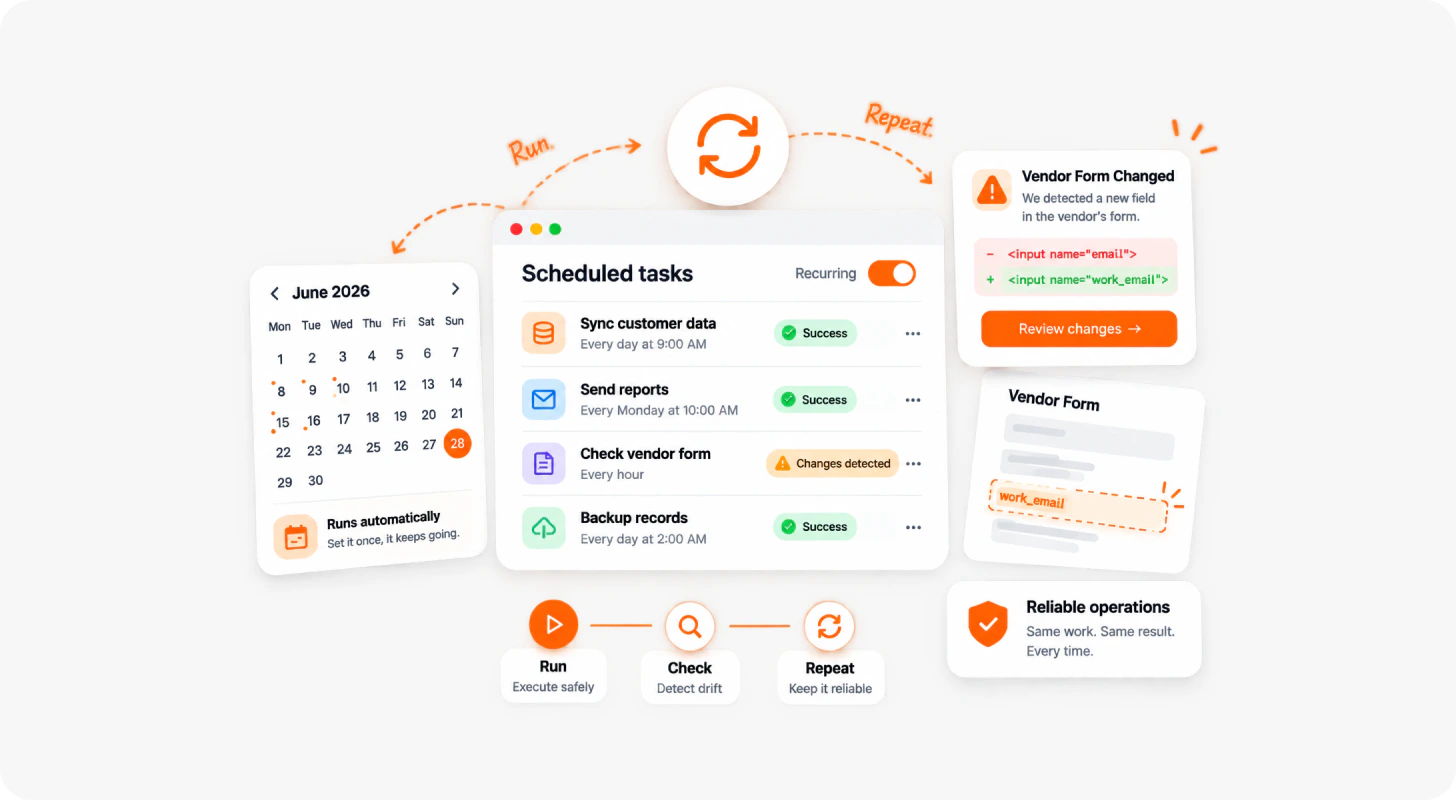 Run.
Repeat.
June 2026
Mon Tue Wed Thu Fri Sat Sun
1 2 3 4 5 6 7
8 9 10 11 12 13 14
15 16 17 18 19 20 21
22 23 24 25 26 27 28
29 30
Runs automatically
Set it once, it keeps going.
Scheduled tasks
Recurring
Sync customer data
Every day at 9:00 AM
Success
Send reports
Every Monday at 10:00 AM
Success
Check vendor form
Every hour
Changes detected
Backup records
Every day at 2:00 AM
Success
Vendor Form Changed
We detected a new field
in the vendor's form.
- <input name="email">
+ <input name="work_email">
Review changes →
Vendor Form
work_email
Reliable operations
Same work. Same result.
Every time.
Run
Execute safely
Check
Detect drift
Repeat
Keep it reliable